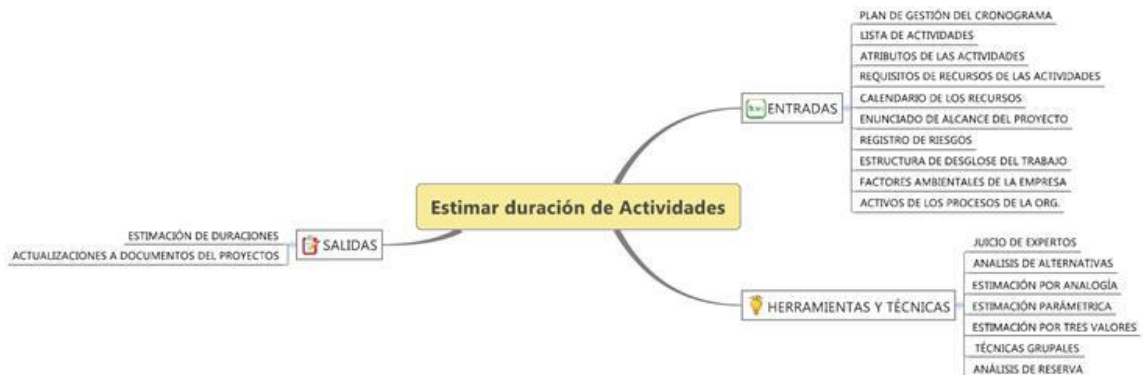 PLAN DE GESTIÓN DEL CRONOGRAMA
LISTA DE ACTIVIDADES
ATRIBUTOS DE LAS ACTIVIDADES
REQUISITOS DE RECURSOS DE LAS ACTIVIDADES
CALENDARIO DE LOS RECURSOS
ENUNCIADO DE ALCANCE DEL PROYECTO
REGISTRO DE RIESGOS
ESTRUCTURA DE DESGLOSE DEL TRABAJO
FACTORES AMBIENTALES DE LA EMPRESA
ACTIVOS DE LOS PROCESOS DE LA ORG.
ENTRADAS
Estimar duración de Actividades
ESTIMACIÓN DE DURACIONES
ACTUALIZACIONES A DOCUMENTOS DEL PROYECTOS
SALIDAS
HERRAMIENTAS Y TÉCNICAS
JUICIO DE EXPERTOS
ANALISIS DE ALTERNATIVAS
ESTIMACIÓN POR ANALOGÍA
ESTIMACIÓN PARÁMETRICA
ESTIMACIÓN POR TRES VALORES
TÉCNICAS GRUPALES
ANÁLISIS DE RESERVA